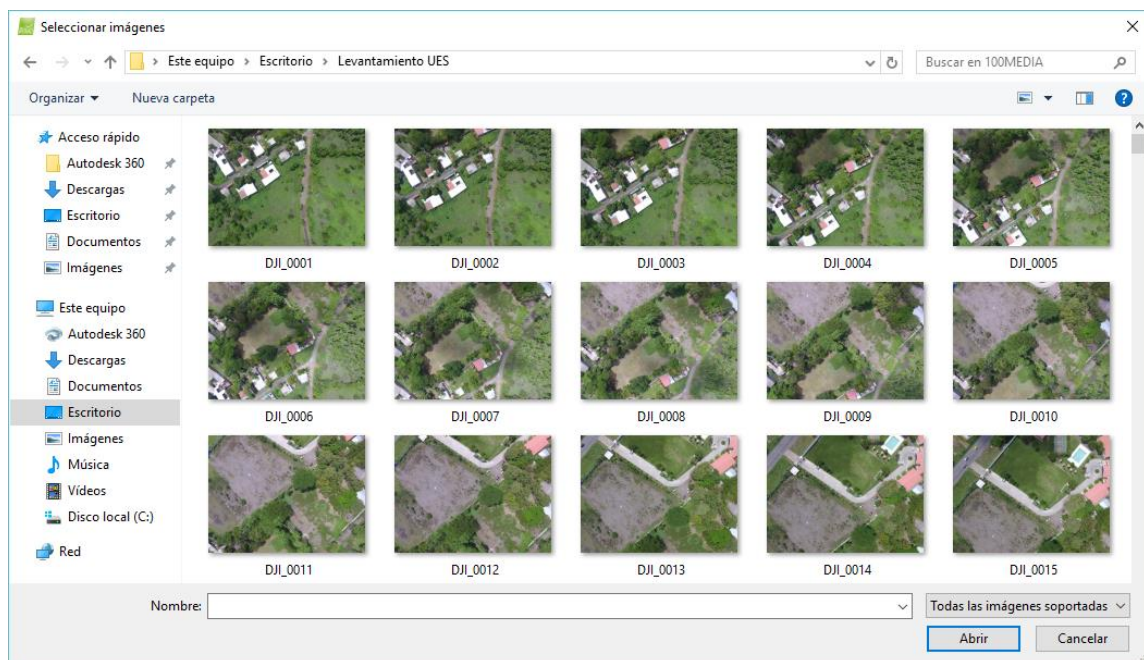 Seleccionar imágenes
Este equipo > Escritorio > Levantamiento UES
Buscar en 100MEDIA
Organizar
Nueva carpeta
Acceso rápido
Autodesk 360
Descargas
Escritorio
Documentos
Imágenes
Este equipo
Autodesk 360
Descargas
Documentos
Escritorio
Imágenes
Música
Vídeos
Disco local (C:)
Red
DJI_0001 DJI_0002 DJI_0003 DJI_0004 DJI_0005
DJI_0006 DJI_0007 DJI_0008 DJI_0009 DJI_0010
DJI_0011 DJI_0012 DJI_0013 DJI_0014 DJI_0015
Nombre:
Todas las imágenes soportadas
Abrir
Cancelar